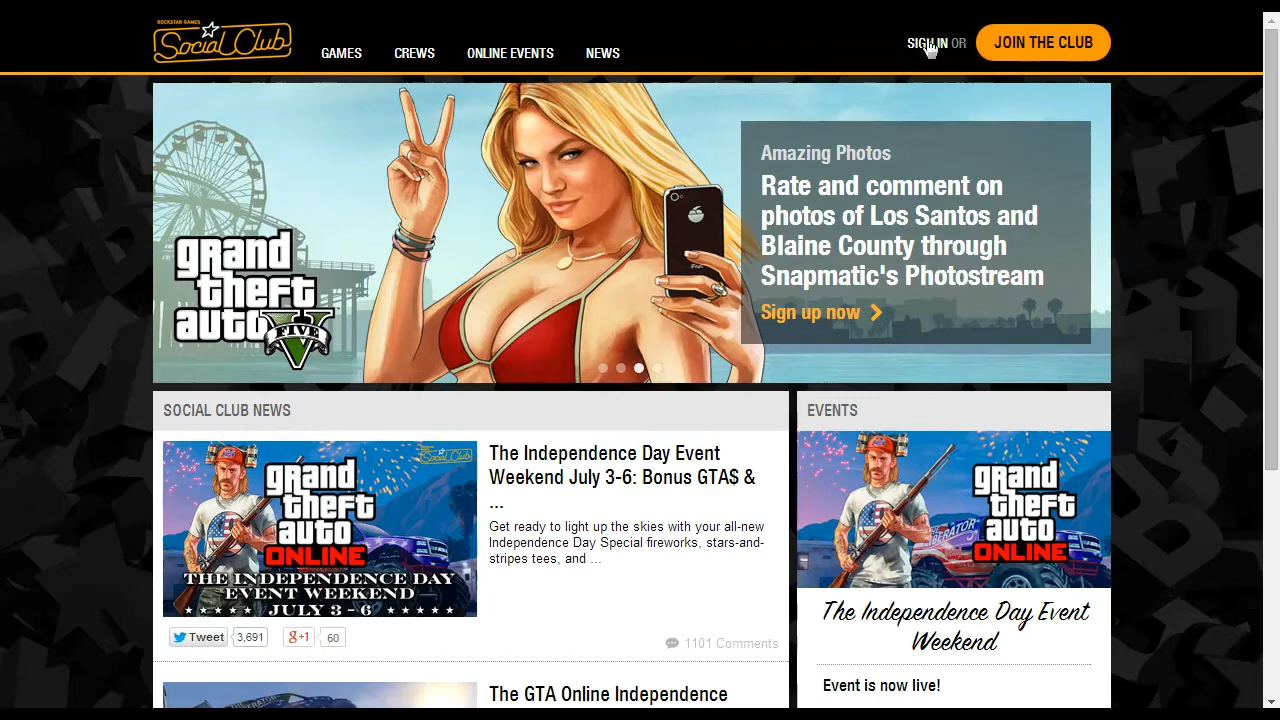 ROCKSTAR GAMES
Social Club
GAMES
CREWS
ONLINE EVENTS
NEWS
SIGN IN OR
JOIN THE CLUB
grand
theft
auto
FIVE
V
Amazing Photos
Rate and comment on
photos of Los Santos and
Blaine County through
Snapmatic's Photostream
Sign up now
SOCIAL CLUB NEWS
Social Club
grand
theft
auto
ONLINE
THE INDEPENDENCE DAY
EVENT WEEKEND
JULY 3 – 6
The Independence Day Event
Weekend July 3-6: Bonus GTA$ &
...
Get ready to light up the skies with your all-new
Independence Day Special fireworks, stars-and-
stripes tees, and ...
Tweet
3,691
g+1
60
1101 Comments
The GTA Online Independence
EVENTS
grand
theft
auto
ONLINE
The Independence Day Event
Weekend
Event is now live!